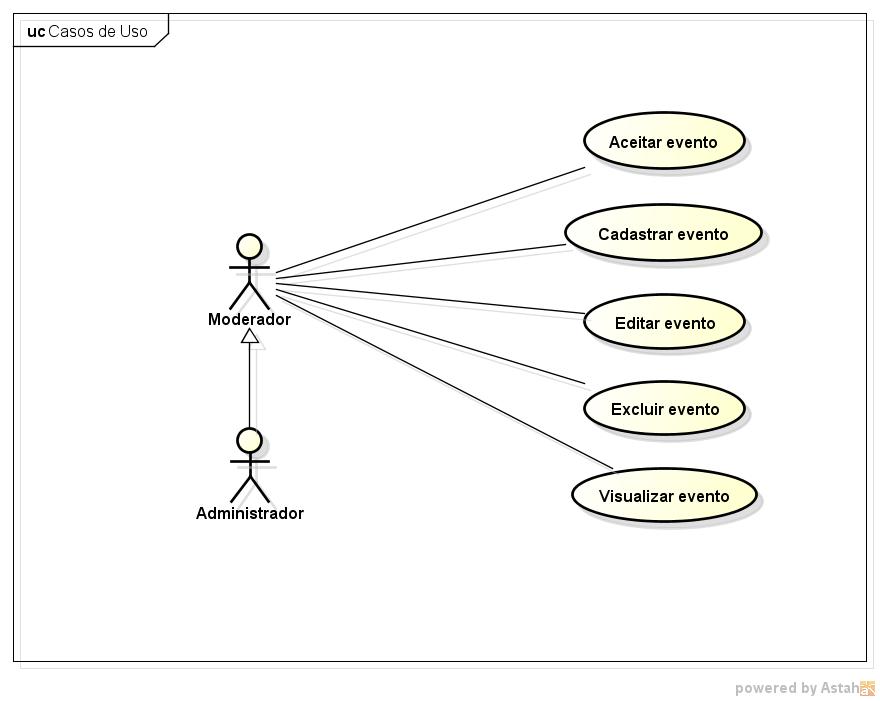 uc Casos de Uso
Aceitar evento
Cadastrar evento
Moderador
Editar evento
Excluir evento
Visualizar evento
Administrador
powered by Astah